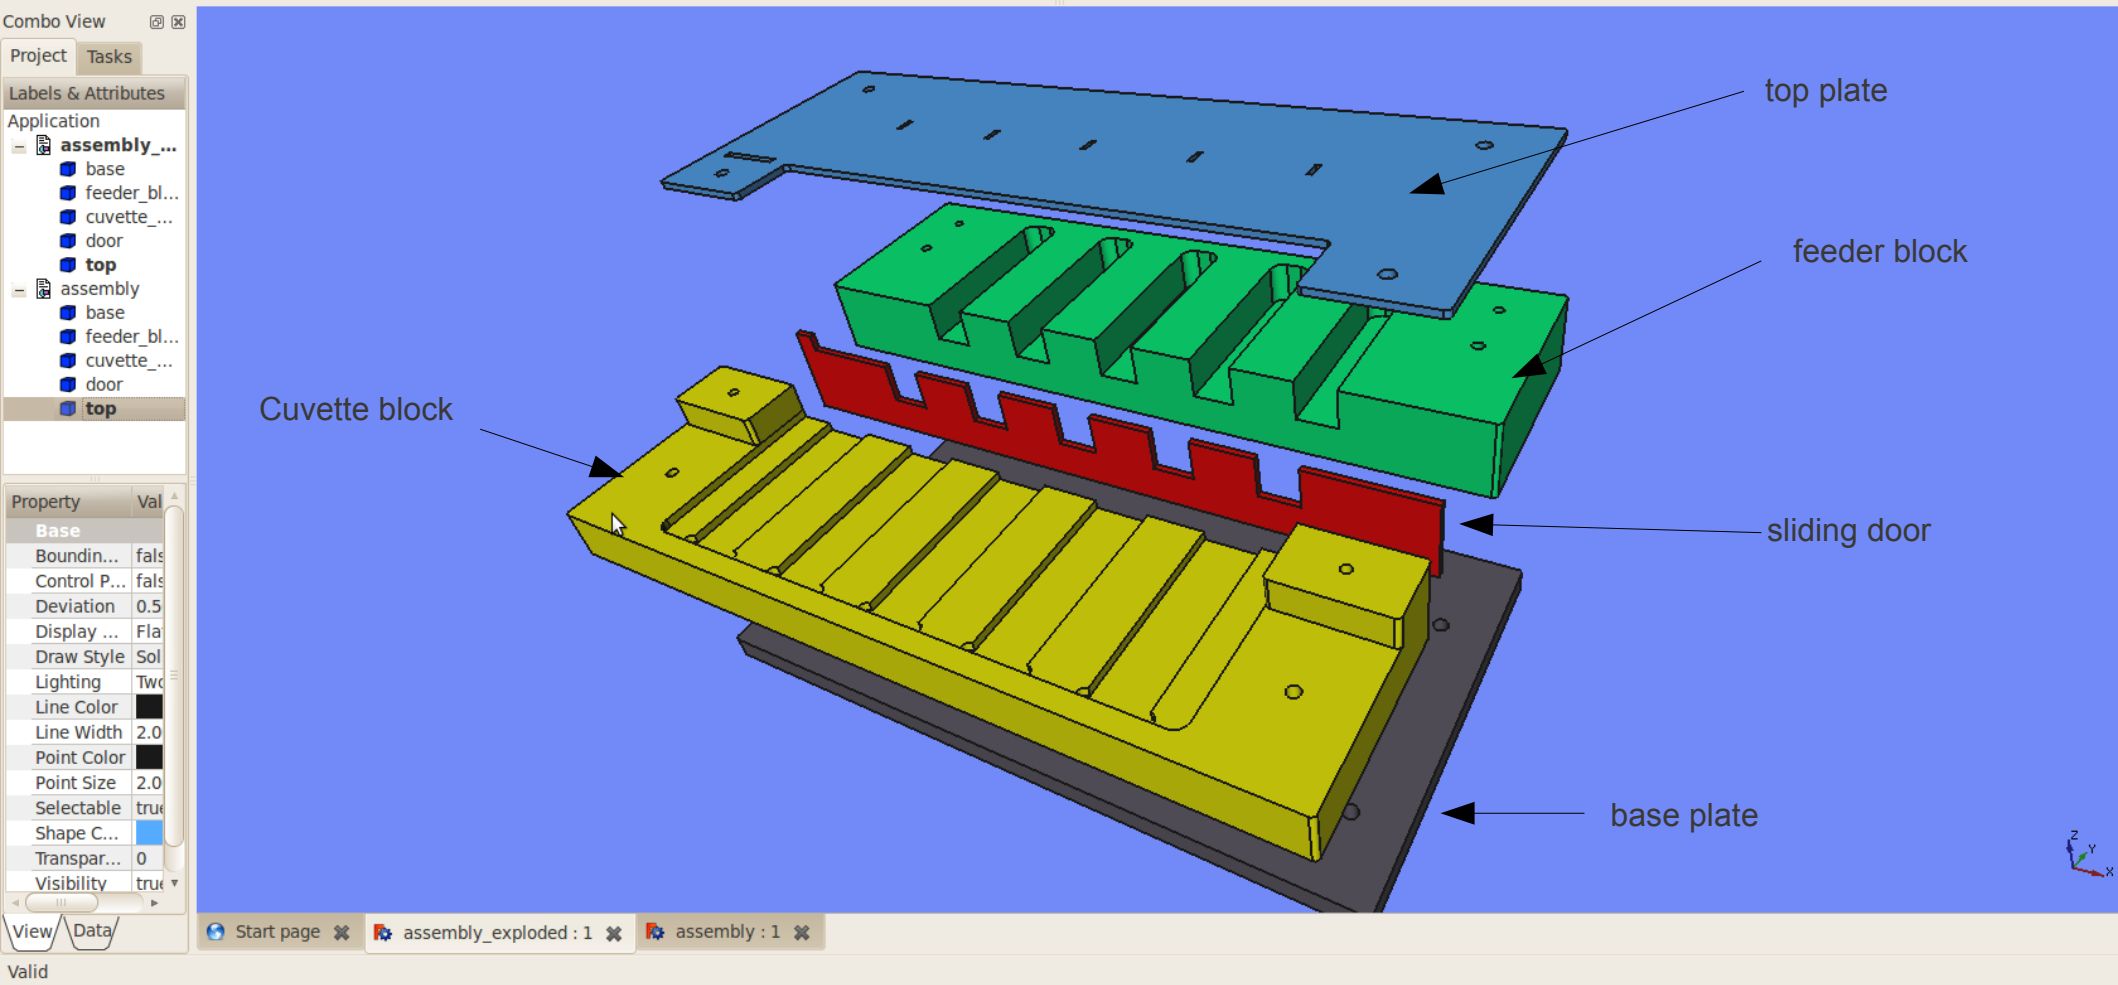 Combo View
Project Tasks
Labels & Attributes
Application
assembly_...
base
feeder_bl...
cuvette_...
door
top
assembly
base
feeder_bl...
cuvette_...
door
top
Property Val
Base
Boundin... fals
Control P... fals
Deviation 0.5
Display ... Fla
Draw Style Sol
Lighting Two
Line Color
Line Width 2.0
Point Color
Point Size 2.0
Selectable true
Shape C...
Transpar... 0
Visibility true
View Data
Valid
top plate
feeder block
Cuvette block
sliding door
base plate
Z
Y
X
Start page assembly_exploded : 1 assembly : 1